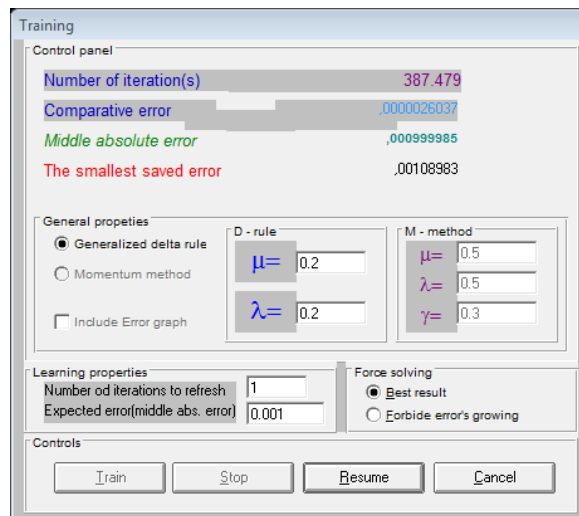 Training
Control panel
Number of iteration(s) 387.479
Comparative error ,0000026037
Middle absolute error ,000999985
The smallest saved error ,00108983
General propeties
Generalized delta rule
Momentum method
Include Error graph
D - rule
μ= 0.2
λ= 0.2
M - method
μ= 0.5
λ= 0.5
γ= 0.3
Learning properties
Number od iterations to refresh 1
Expected error(middle abs. error) 0.001
Force solving
Best result
Forbide error's growing
Controls
Train Stop Resume Cancel